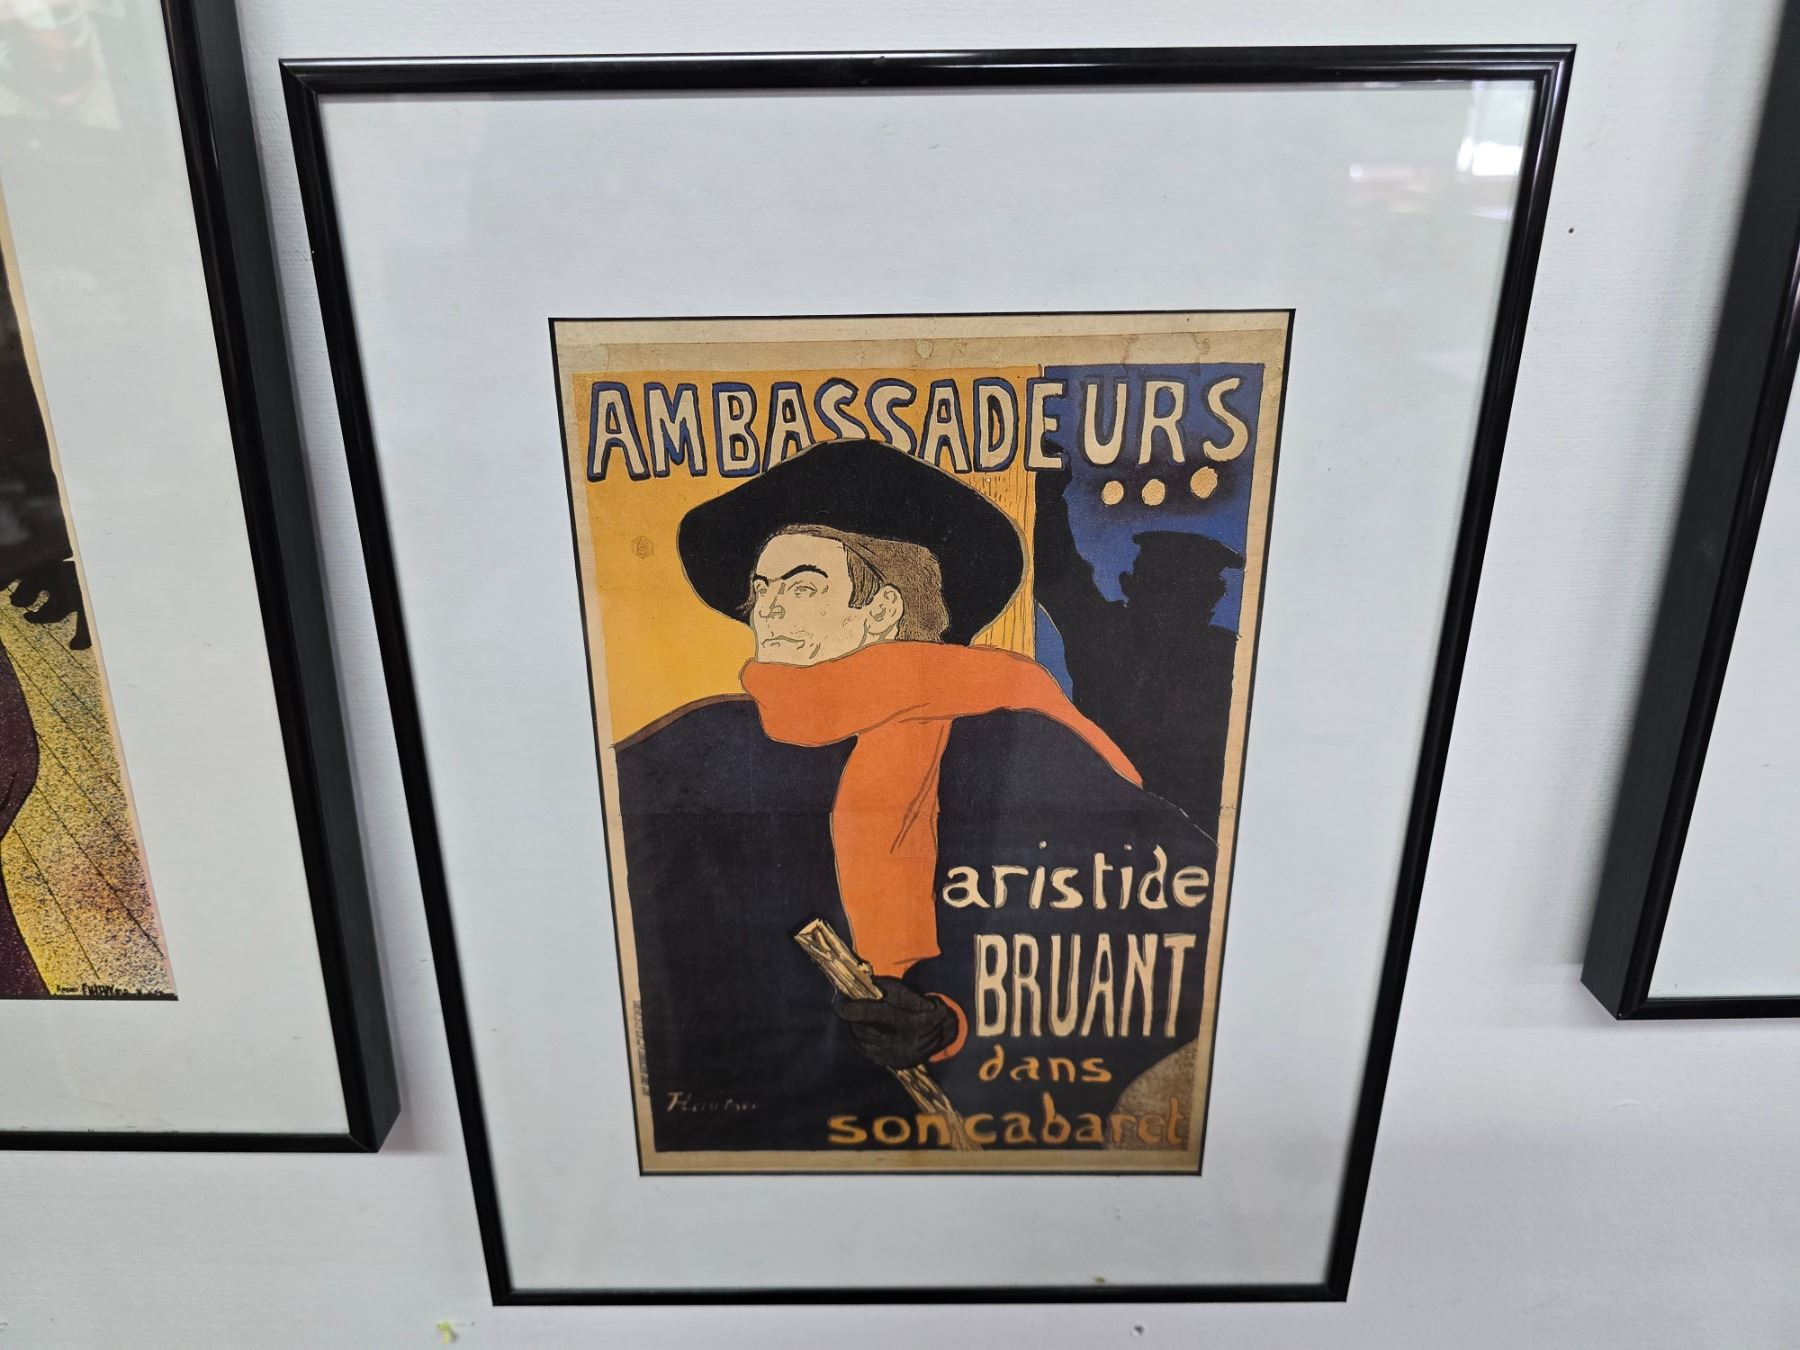 AMBASSADEURS
...
aristide
BRUANT
dans
son cabaret